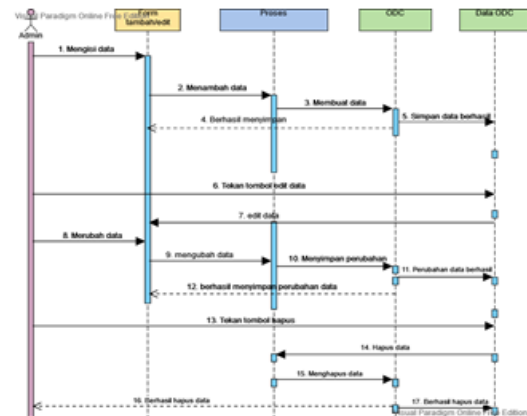 Visual Paradigm Online Free Edition
Form
tambah/edit
Proses
ODC
Data ODC
Admin
1. Mengisi data
2. Menambah data
3. Membuat data
4. Berhasil menyimpan
5. Simpan data berhasil
6. Tekan tombol edit data
7. edit data
8. Merubah data
9. mengubah data
10. Menyimpan perubahan
11. Perubahan data berhasil
12. berhasil menyimpan perubahan data
13. Tekan tombol hapus
14. Hapus data
15. Menghapus data
16. Berhasil hapus data
17. Berhasil hapus data
Visual Paradigm Online Free Edition